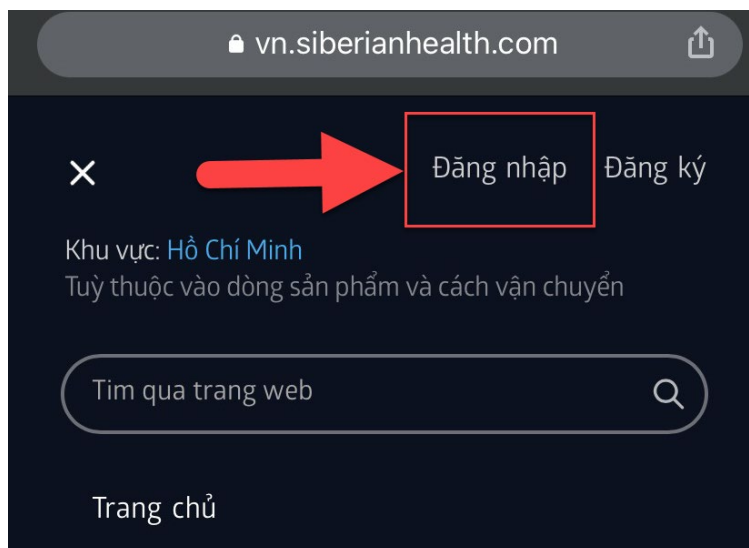 vn.siberianhealth.com
Đăng nhập Đăng ký
Khu vực: Hồ Chí Minh
Tuỳ thuộc vào dòng sản phẩm và cách vận chuyển
Tim qua trang web
Trang chủ